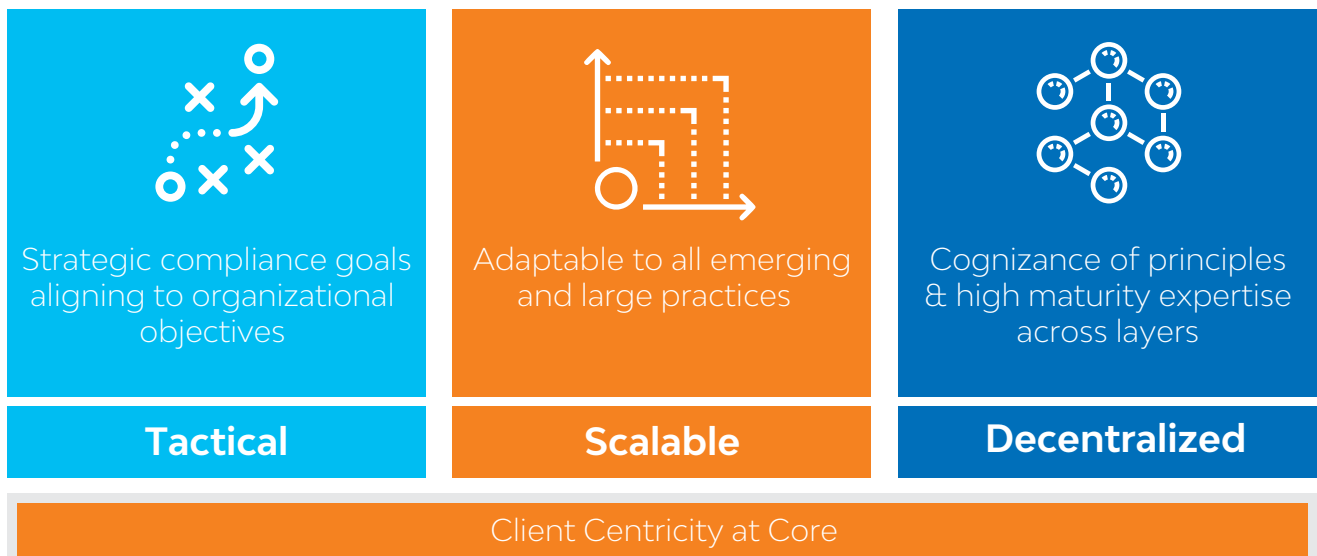 Strategic compliance goals
aligning to organizational
objectives
Tactical
Adaptable to all emerging
and large practices
Scalable
Cognizance of principles
& high maturity expertise
across layers
Decentralized
Client Centricity at Core